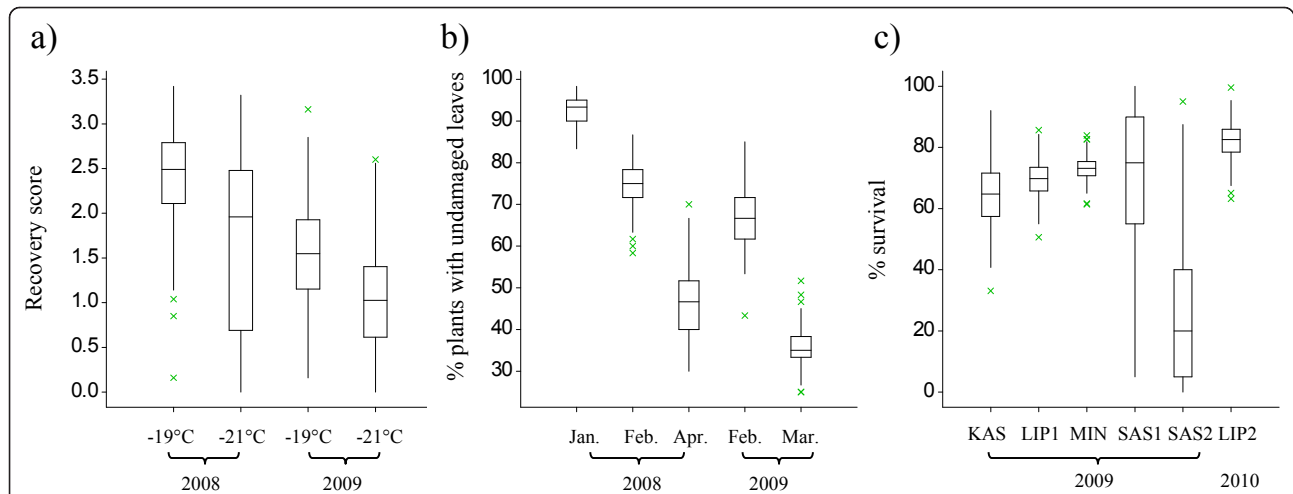 a)
Recovery score
3.5
3.0
2.5
2.0
1.5
1.0
0.5
0.0
-19°C -21°C -19°C -21°C
2008 2009
b)
% plants with undamaged leaves
100
90
80
70
60
50
40
30
Jan. Feb. Apr. Feb. Mar.
2008 2009
c)
% survival
100
80
60
40
20
0
KAS LIP1 MIN SAS1 SAS2 LIP2
2009 2010